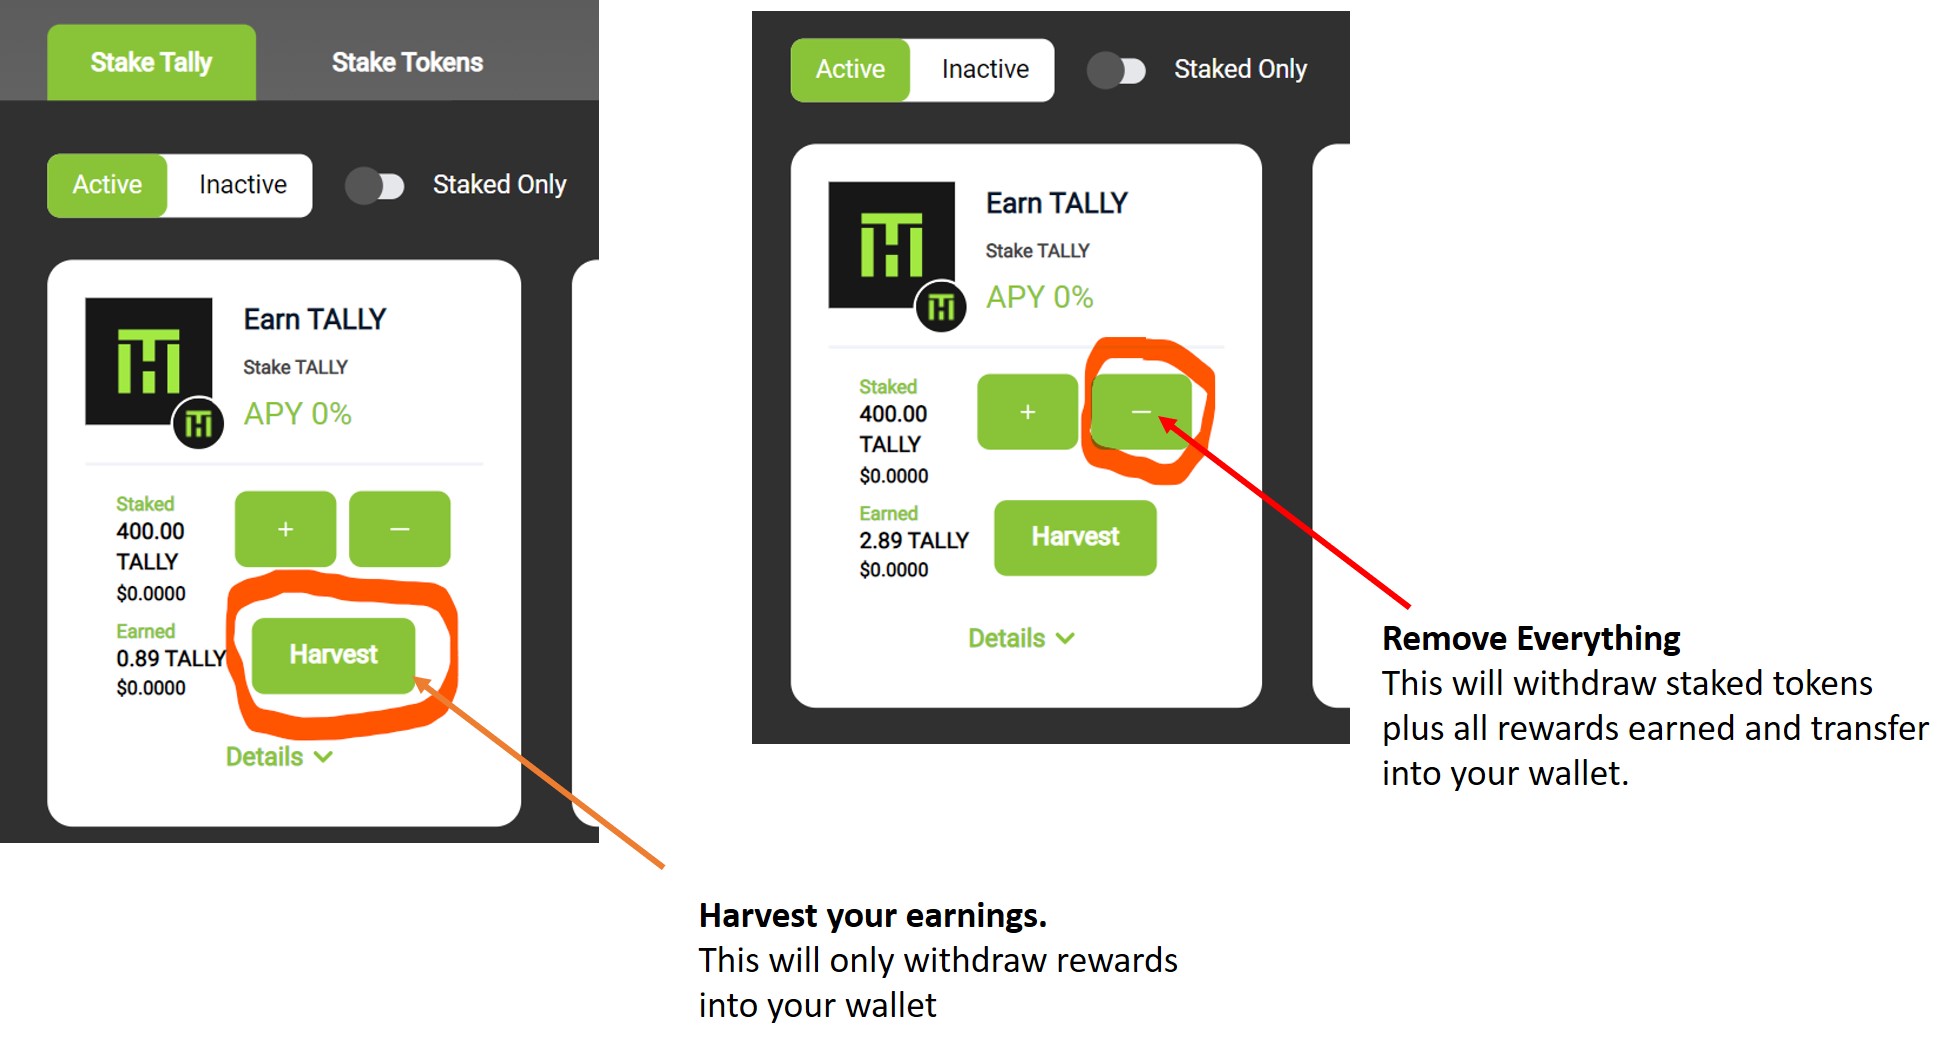 Stake Tally
Stake Tokens
Active
Inactive
Staked Only
Earn TALLY
Stake TALLY
APY 0%
Staked
400.00
TALLY
$0.0000
+
−
Earned
0.89 TALLY
$0.0000
Harvest
Details
Harvest your earnings.
This will only withdraw rewards
into your wallet
Active
Inactive
Staked Only
Earn TALLY
Stake TALLY
APY 0%
Staked
400.00
TALLY
$0.0000
+
−
Earned
2.89 TALLY
$0.0000
Harvest
Details
Remove Everything
This will withdraw staked tokens
plus all rewards earned and transfer
into your wallet.